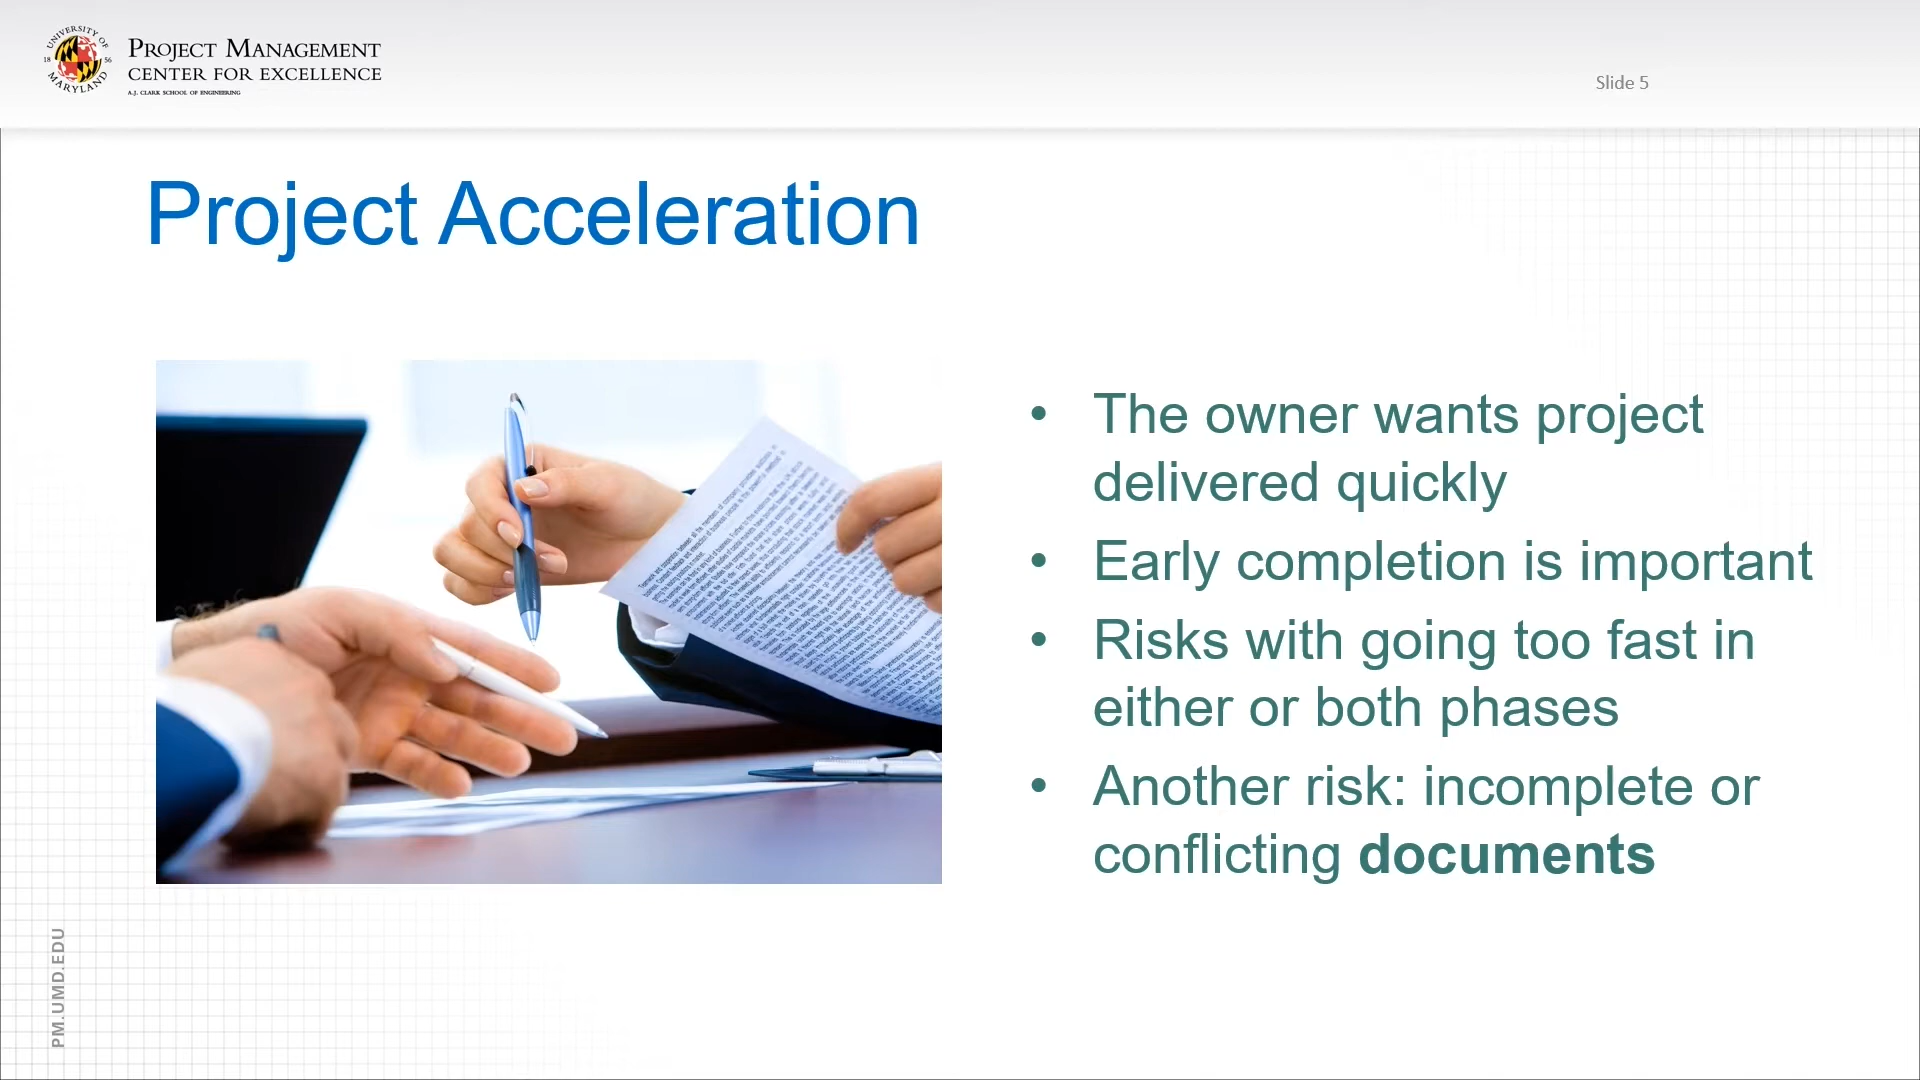 UNIVERSITY OF
18 56
MARYLAND
PROJECT MANAGEMENT
CENTER FOR EXCELLENCE
A.J. CLARK SCHOOL OF ENGINEERING
Slide 5
Project Acceleration
• The owner wants project
delivered quickly
• Early completion is important
• Risks with going too fast in
either or both phases
• Another risk: incomplete or
conflicting documents
PM.UMD.EDU